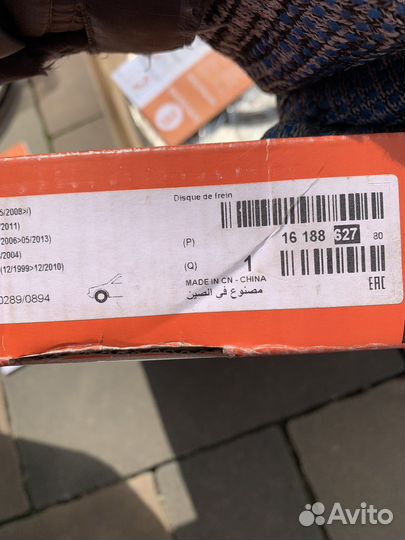 Disque de frein
5/2008>/)
/2011)
/2006>05/2013)
/2004)
(12/1999>12/2010)
0289/0894
(P)
16 188 627 80
(Q)
1
MADE IN CN - CHINA
مصنوع في الصين
EAC
Avito